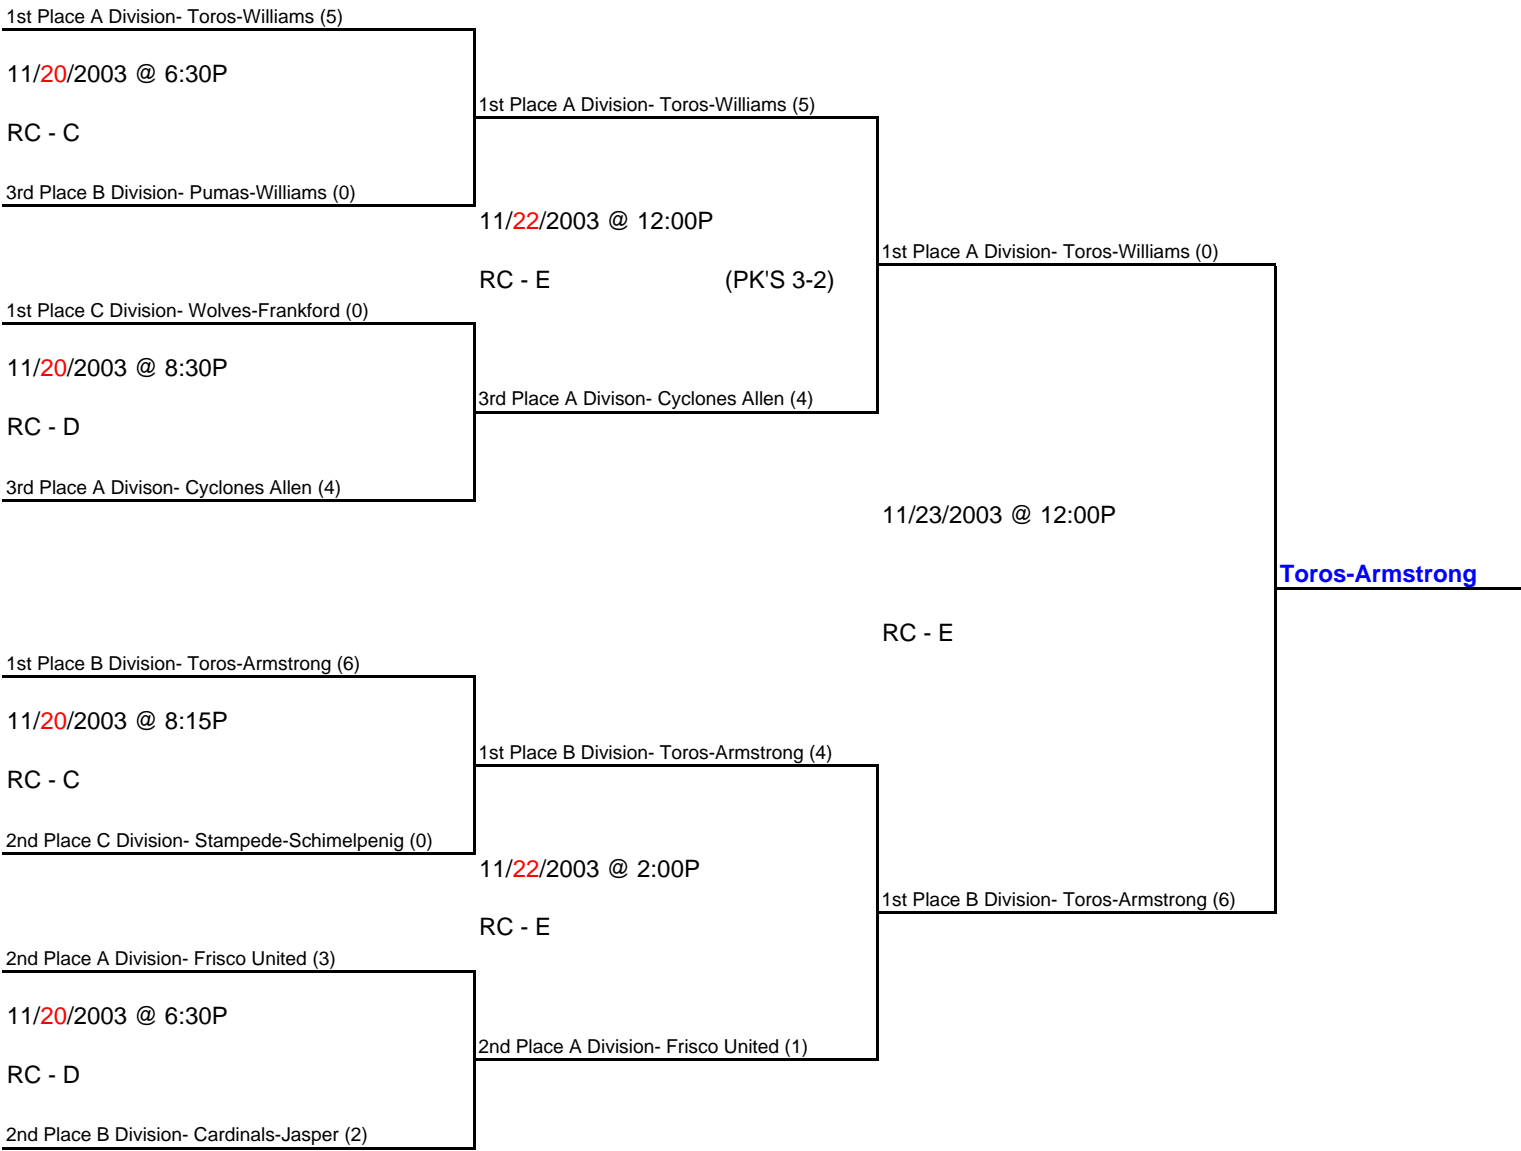 1st Place A Division- Toros-Williams (5)
11/20/2003 @ 6:30P
RC - C
3rd Place B Division- Pumas-Williams (0)
1st Place C Division- Wolves-Frankford (0)
11/20/2003 @ 8:30P
RC - D
3rd Place A Divison- Cyclones Allen (4)
1st Place B Division- Toros-Armstrong (6)
11/20/2003 @ 8:15P
RC - C
2nd Place C Division- Stampede-Schimelpenig (0)
2nd Place A Division- Frisco United (3)
11/20/2003 @ 6:30P
RC - D
2nd Place B Division- Cardinals-Jasper (2)
1st Place A Division- Toros-Williams (5)
11/22/2003 @ 12:00P
RC - E (PK'S 3-2)
3rd Place A Divison- Cyclones Allen (4)
1st Place B Division- Toros-Armstrong (4)
11/22/2003 @ 2:00P
RC - E
2nd Place A Division- Frisco United (1)
1st Place A Division- Toros-Williams (0)
11/23/2003 @ 12:00P
RC - E
1st Place B Division- Toros-Armstrong (6)
Toros-Armstrong